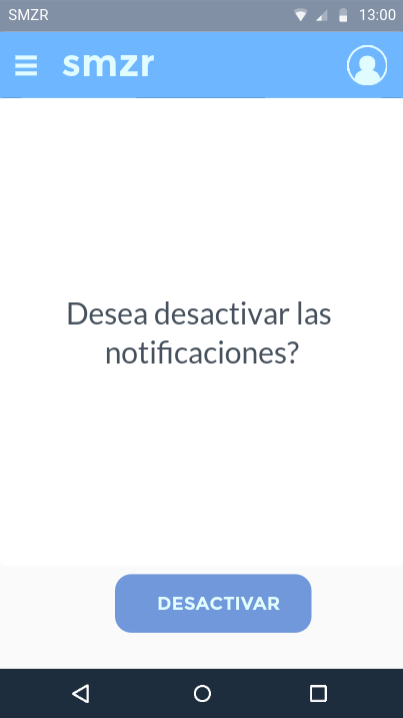 SMZR 13:00
smzr
Desea desactivar las
notificaciones?
DESACTIVAR